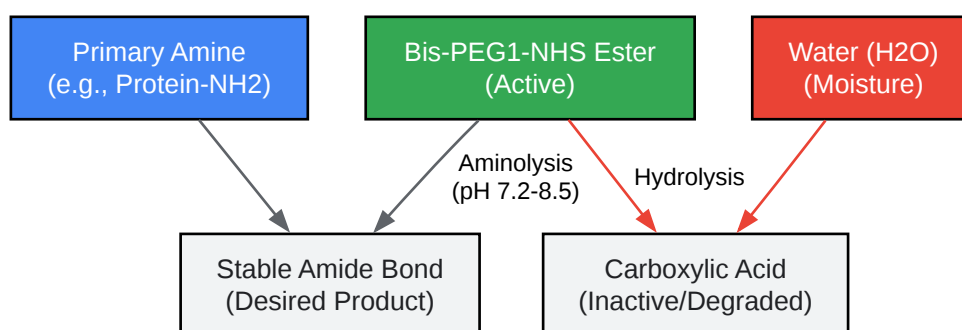 Primary Amine
(e.g., Protein-NH2)
Bis-PEG1-NHS Ester
(Active)
Water (H2O)
(Moisture)
Aminolysis
(pH 7.2-8.5)
Hydrolysis
Stable Amide Bond
(Desired Product)
Carboxylic Acid
(Inactive/Degraded)